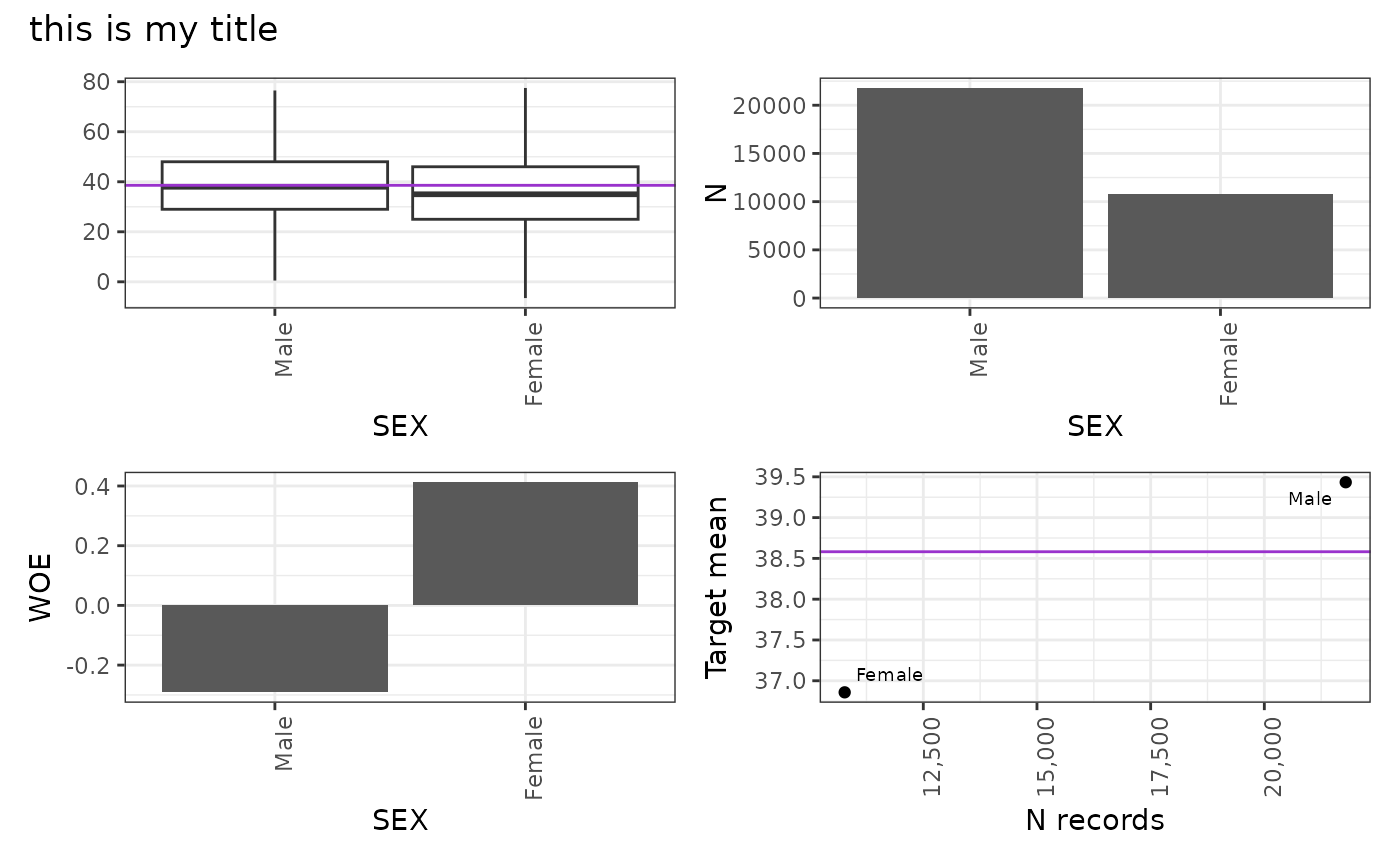 this is my title
80
60
40
20
0
Male
Female
SEX
N
20000
15000
10000
5000
0
Male
Female
SEX
WOE
0.4
0.2
0.0
-0.2
Male
Female
SEX
Target mean
39.5
39.0
38.5
38.0
37.5
37.0
Male
Female
12,500
15,000
17,500
20,000
N records